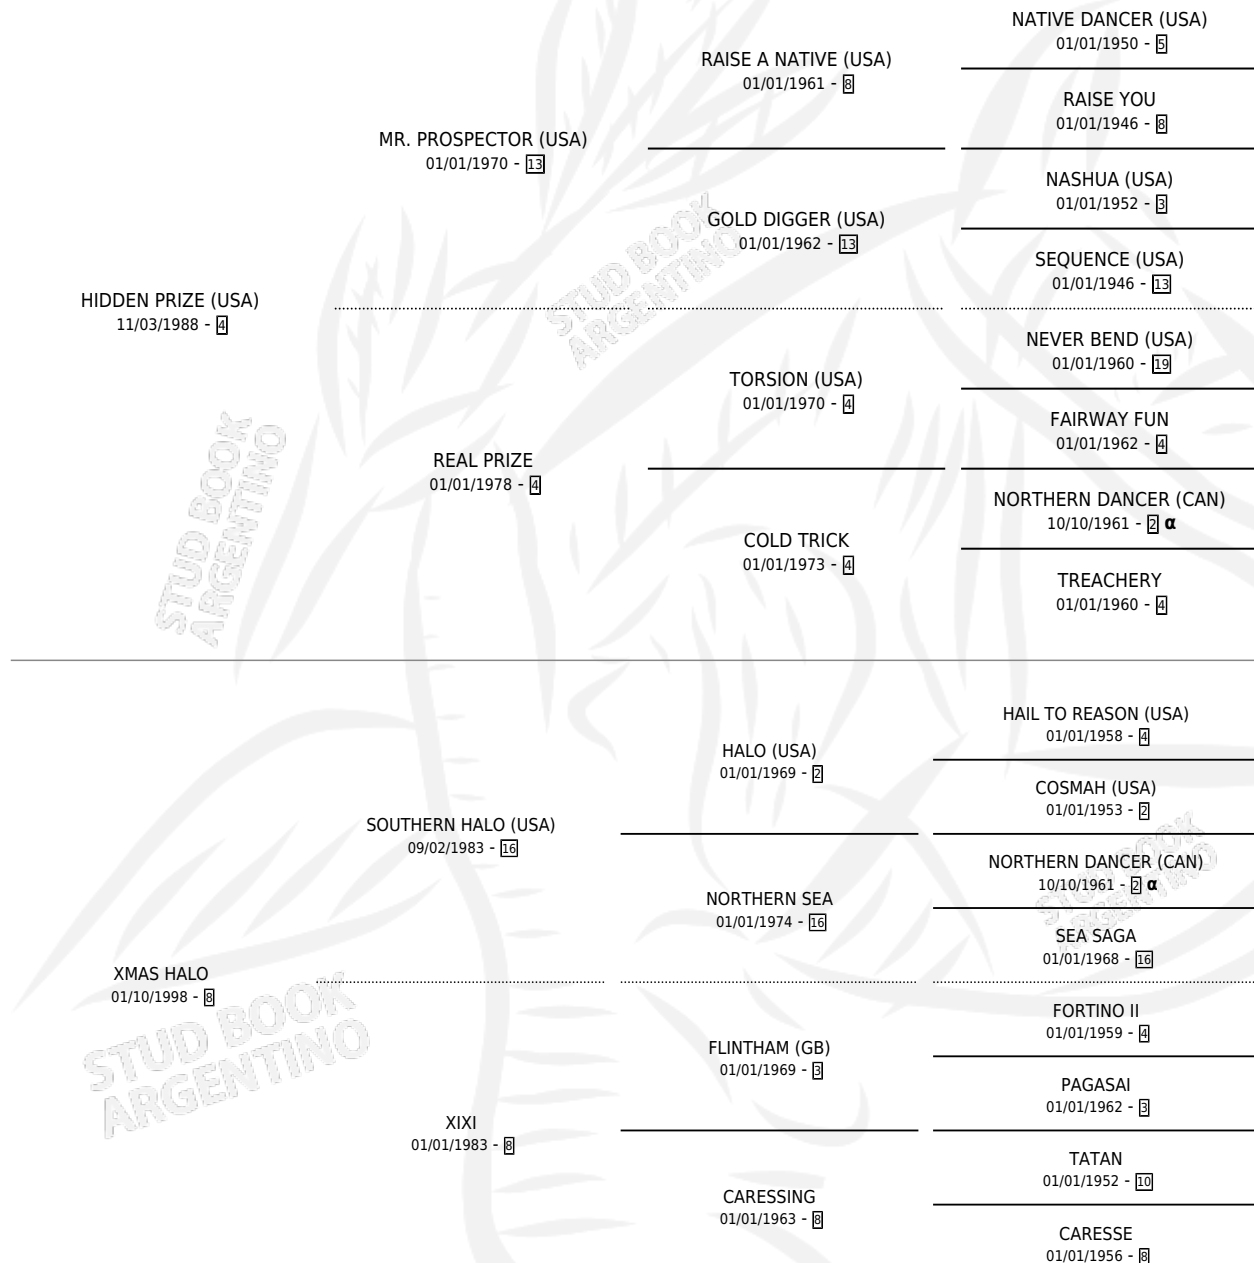 NATIVE DANCER (USA)
01/01/1950 - 5
RAISE A NATIVE (USA)
01/01/1961 - 8
RAISE YOU
01/01/1946 - 8
MR. PROSPECTOR (USA)
01/01/1970 - 13
NASHUA (USA)
01/01/1952 - 3
GOLD DIGGER (USA)
01/01/1962 - 13
SEQUENCE (USA)
01/01/1946 - 13
HIDDEN PRIZE (USA)
11/03/1988 - 4
STUD BOOK
ARGENTINO
NEVER BEND (USA)
01/01/1960 - 19
TORSION (USA)
01/01/1970 - 4
FAIRWAY FUN
01/01/1962 - 4
REAL PRIZE
01/01/1978 - 4
NORTHERN DANCER (CAN)
10/10/1961 - 2 α
COLD TRICK
01/01/1973 - 4
TREACHERY
01/01/1960 - 4
STUD BOOK
ARGENTINO
HAIL TO REASON (USA)
01/01/1958 - 4
HALO (USA)
01/01/1969 - 2
COSMAH (USA)
01/01/1953 - 2
SOUTHERN HALO (USA)
09/02/1983 - 16
NORTHERN DANCER (CAN)
10/10/1961 - 2 α
STUD BOOK
ARGENTINO
NORTHERN SEA
01/01/1974 - 16
SEA SAGA
01/01/1968 - 16
XMAS HALO
01/10/1998 - 8
STUD BOOK
ARGENTINO
FORTINO II
01/01/1959 - 4
FLINTHAM (GB)
01/01/1969 - 3
PAGASAI
01/01/1962 - 3
XIXI
01/01/1983 - 8
TATAN
01/01/1952 - 10
CARESSING
01/01/1963 - 8
CARESSE
01/01/1956 - 8